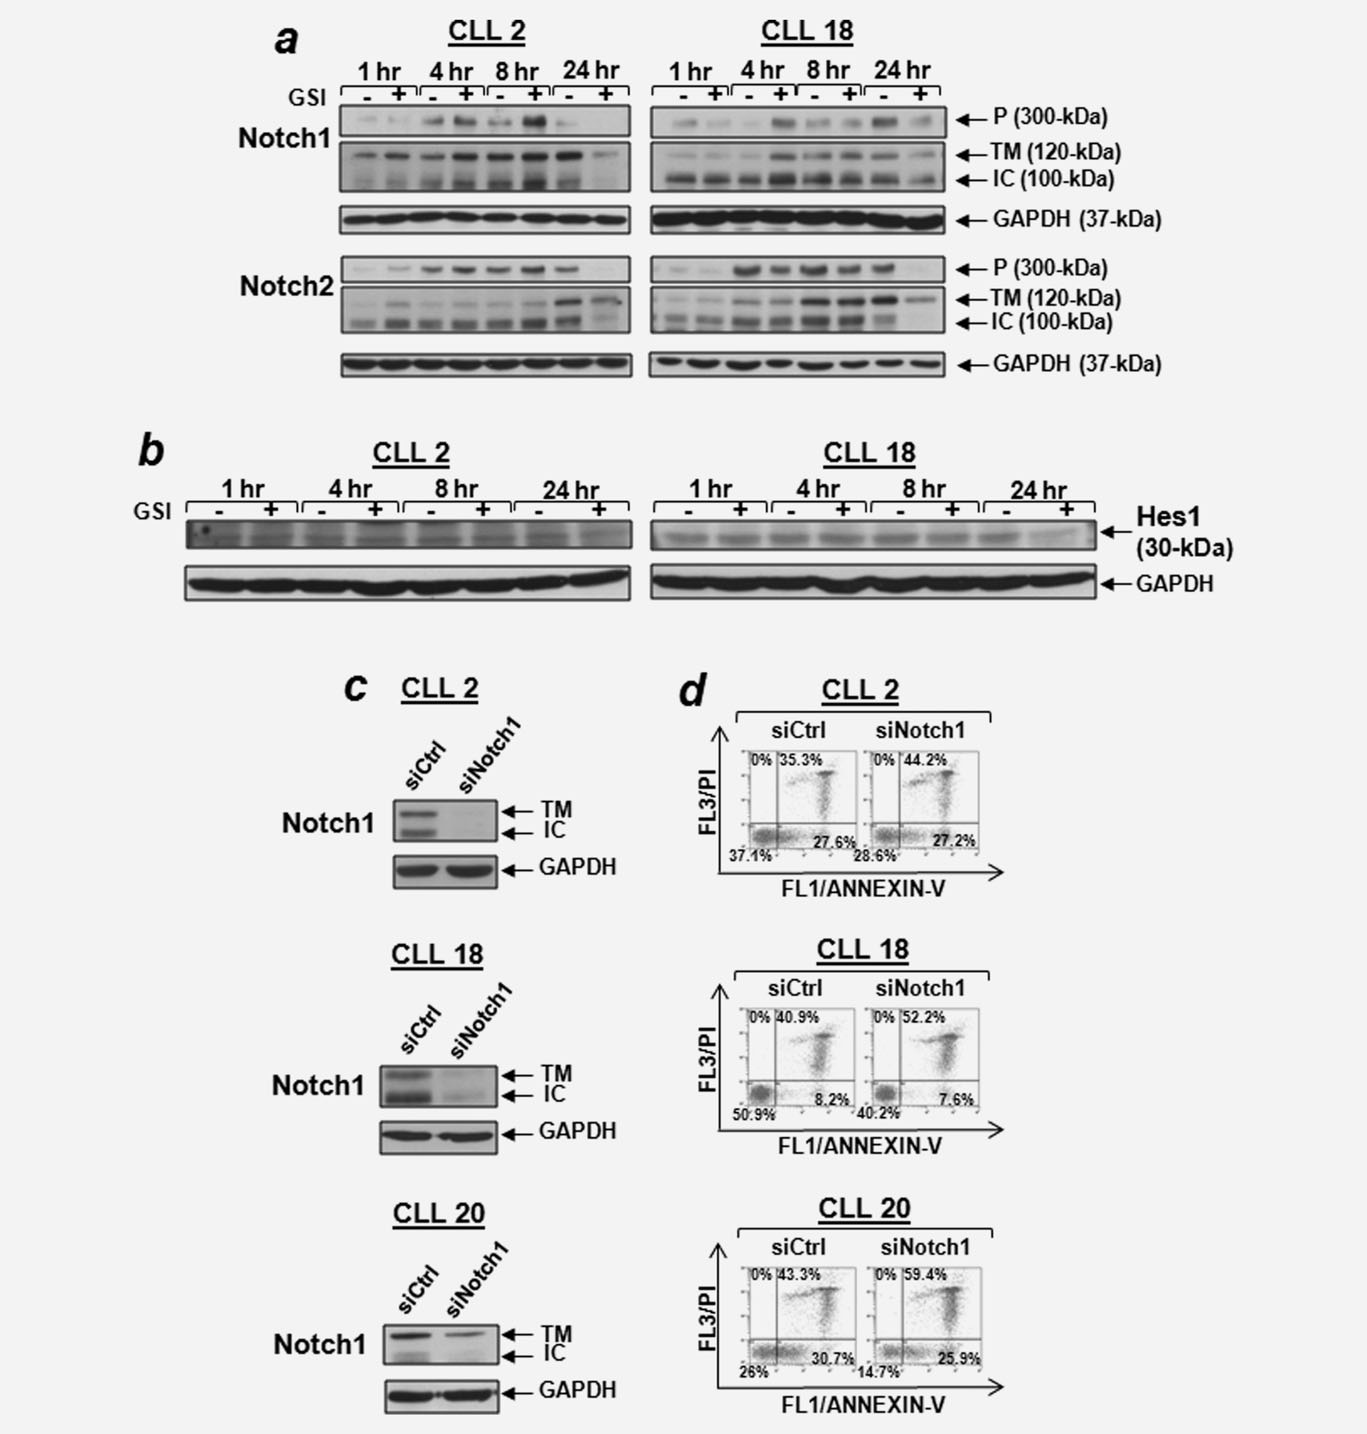 a
CLL 2 CLL 18
1 hr 4 hr 8 hr 24 hr 1 hr 4 hr 8 hr 24 hr
GSI - + - + - + - + - + - + - + - +
Notch1
P (300-kDa)
TM (120-kDa)
IC (100-kDa)
GAPDH (37-kDa)
Notch2
P (300-kDa)
TM (120-kDa)
IC (100-kDa)
GAPDH (37-kDa)
b
CLL 2 CLL 18
1 hr 4 hr 8 hr 24 hr 1 hr 4 hr 8 hr 24 hr
GSI - + - + - + - + - + - + - + - +
Hes1
(30-kDa)
GAPDH
c
CLL 2
siCtrl siNotch1
Notch1
TM
IC
GAPDH
CLL 18
siCtrl siNotch1
Notch1
TM
IC
GAPDH
CLL 20
siCtrl siNotch1
Notch1
TM
IC
GAPDH
d
CLL 2
siCtrl siNotch1
FL3/PI
0% 35.3% 0% 44.2%
27.6% 27.2%
37.1% 28.6%
FL1/ANNEXIN-V
CLL 18
siCtrl siNotch1
FL3/PI
0% 40.9% 0% 52.2%
8.2% 7.6%
50.9% 40.2%
FL1/ANNEXIN-V
CLL 20
siCtrl siNotch1
FL3/PI
0% 43.3% 0% 59.4%
30.7% 25.9%
26% 14.7%
FL1/ANNEXIN-V